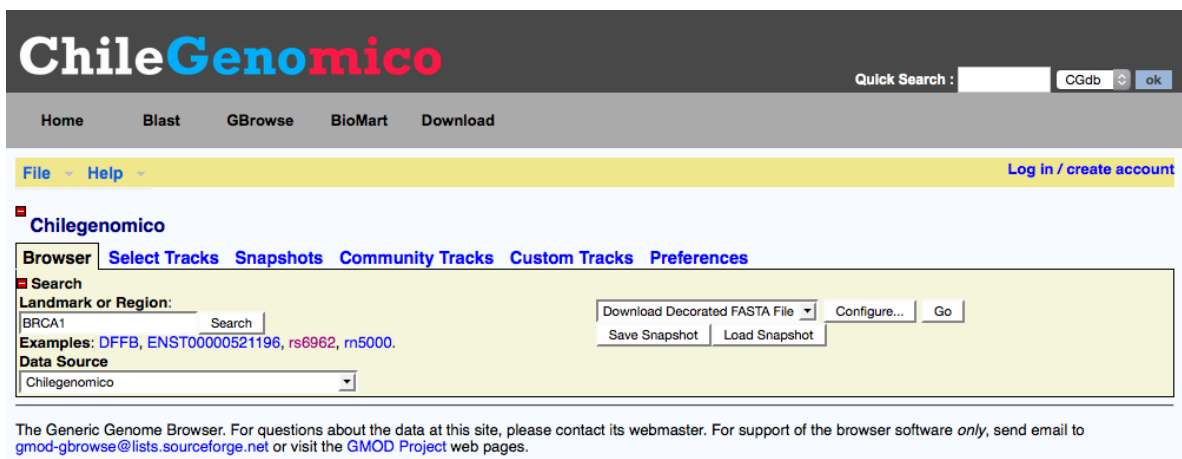 ChileGenomico
Quick Search : CGdb ok
Home Blast GBrowse BioMart Download
File Help Log in / create account
Chilegenomico
Browser Select Tracks Snapshots Community Tracks Custom Tracks Preferences
Search
Landmark or Region:
BRCA1 Search
Examples: DFFB, ENST00000521196, rs6962, rn5000.
Data Source
Chilegenomico
Download Decorated FASTA File Configure... Go
Save Snapshot Load Snapshot
The Generic Genome Browser. For questions about the data at this site, please contact its webmaster. For support of the browser software only, send email to
gmod-gbrowse@lists.sourceforge.net or visit the GMOD Project web pages.